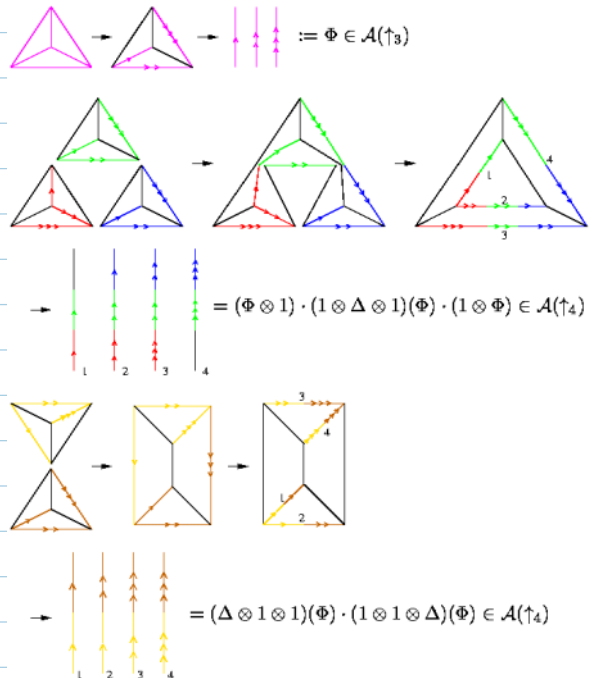 := Φ ∈ A(↑₃)
1 4
2
3
= (Φ ⊗ 1) · (1 ⊗ Δ ⊗ 1)(Φ) · (1 ⊗ Φ) ∈ A(↑₄)
1 2 3 4
3
4
1
2
= (Δ ⊗ 1 ⊗ 1)(Φ) · (1 ⊗ 1 ⊗ Δ)(Φ) ∈ A(↑₄)
1 2 3 4